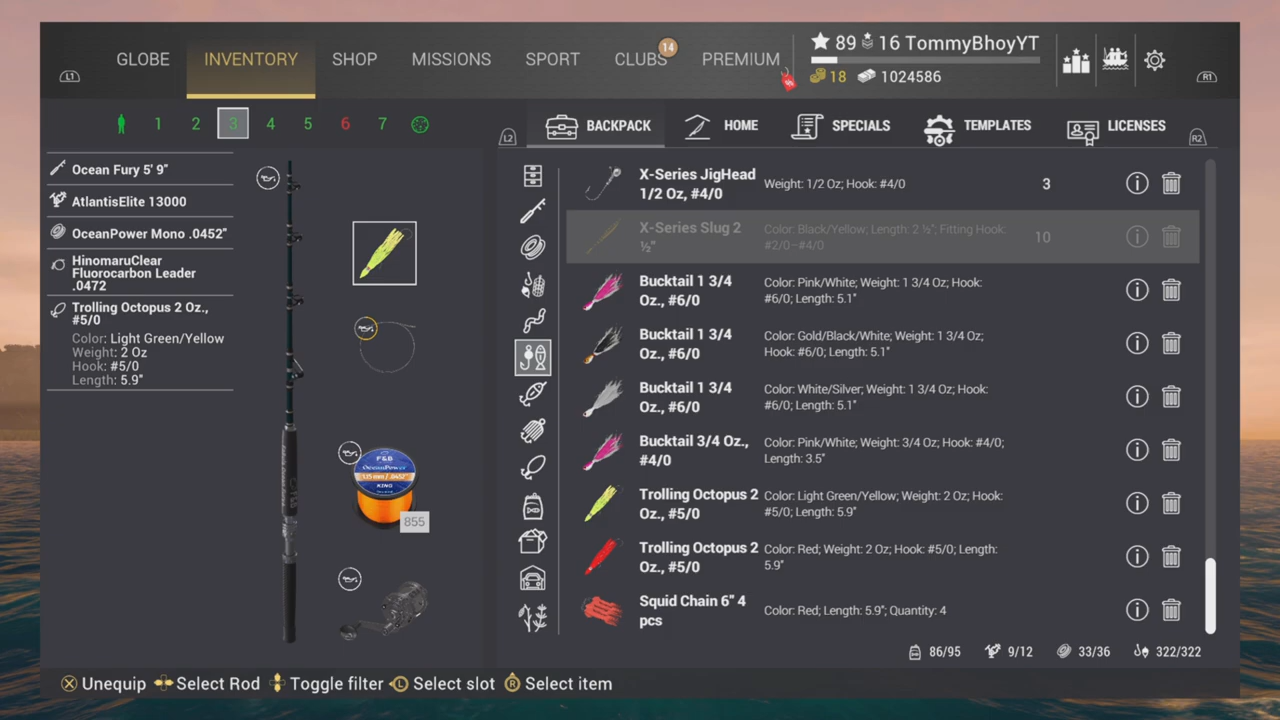 GLOBE INVENTORY SHOP MISSIONS SPORT CLUBS 14 PREMIUM
89 16 TommyBhoyYT
18 1024586
L1 R1
1 2 3 4 5 6 7
L2 BACKPACK HOME SPECIALS TEMPLATES LICENSES R2
Ocean Fury 5' 9"
AtlantisElite 13000
OceanPower Mono .0452"
HinomaruClear
Fluorocarbon Leader
.0472
Trolling Octopus 2 Oz.,
#5/0
Color: Light Green/Yellow
Weight: 2 Oz
Hook: #5/0
Length: 5.9"
F&B
OceanPower
1.15 mm / .0452"
KING
855
X-Series JigHead
1/2 Oz, #4/0
Weight: 1/2 Oz; Hook: #4/0
3
X-Series Slug 2
½"
Color: Black/Yellow; Length: 2 ½"; Fitting Hook:
#2/0–#4/0
10
Bucktail 1 3/4
Oz., #6/0
Color: Pink/White; Weight: 1 3/4 Oz; Hook:
#6/0; Length: 5.1"
Bucktail 1 3/4
Oz., #6/0
Color: Gold/Black/White; Weight: 1 3/4 Oz;
Hook: #6/0; Length: 5.1"
Bucktail 1 3/4
Oz., #6/0
Color: White/Silver; Weight: 1 3/4 Oz; Hook:
#6/0; Length: 5.1"
Bucktail 3/4 Oz.,
#4/0
Color: Pink/White; Weight: 3/4 Oz; Hook: #4/0;
Length: 3.5"
Trolling Octopus 2
Oz., #5/0
Color: Light Green/Yellow; Weight: 2 Oz; Hook:
#5/0; Length: 5.9"
Trolling Octopus 2
Oz., #5/0
Color: Red; Weight: 2 Oz; Hook: #5/0; Length:
5.9"
Squid Chain 6" 4
pcs
Color: Red; Length: 5.9"; Quantity: 4
86/95 9/12 33/36 322/322
Unequip Select Rod Toggle filter L Select slot R Select item